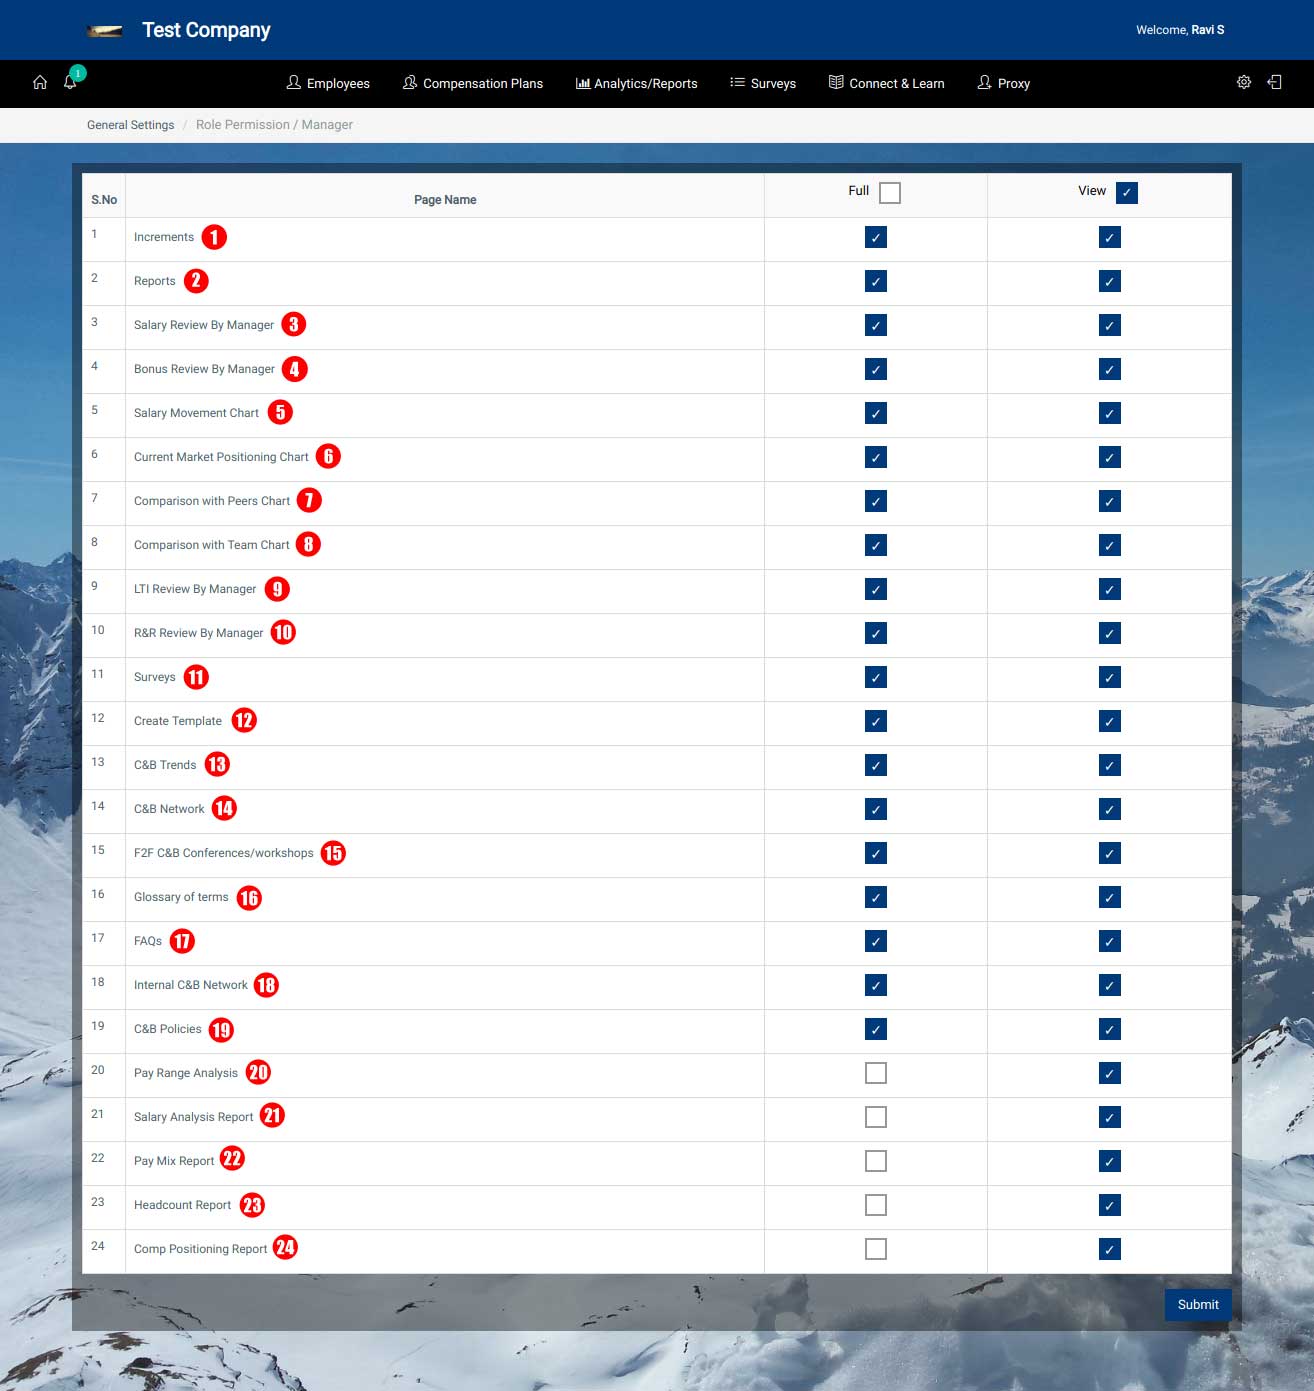 Test Company
Welcome, Ravi S
1
Employees Compensation Plans Analytics/Reports Surveys Connect & Learn Proxy
General Settings / Role Permission / Manager
S.No Page Name Full View
1 Increments 1
2 Reports 2
3 Salary Review By Manager 3
4 Bonus Review By Manager 4
5 Salary Movement Chart 5
6 Current Market Positioning Chart 6
7 Comparison with Peers Chart 7
8 Comparison with Team Chart 8
9 LTI Review By Manager 9
10 R&R Review By Manager 10
11 Surveys 11
12 Create Template 12
13 C&B Trends 13
14 C&B Network 14
15 F2F C&B Conferences/workshops 15
16 Glossary of terms 16
17 FAQs 17
18 Internal C&B Network 18
19 C&B Policies 19
20 Pay Range Analysis 20
21 Salary Analysis Report 21
22 Pay Mix Report 22
23 Headcount Report 23
24 Comp Positioning Report 24
Submit